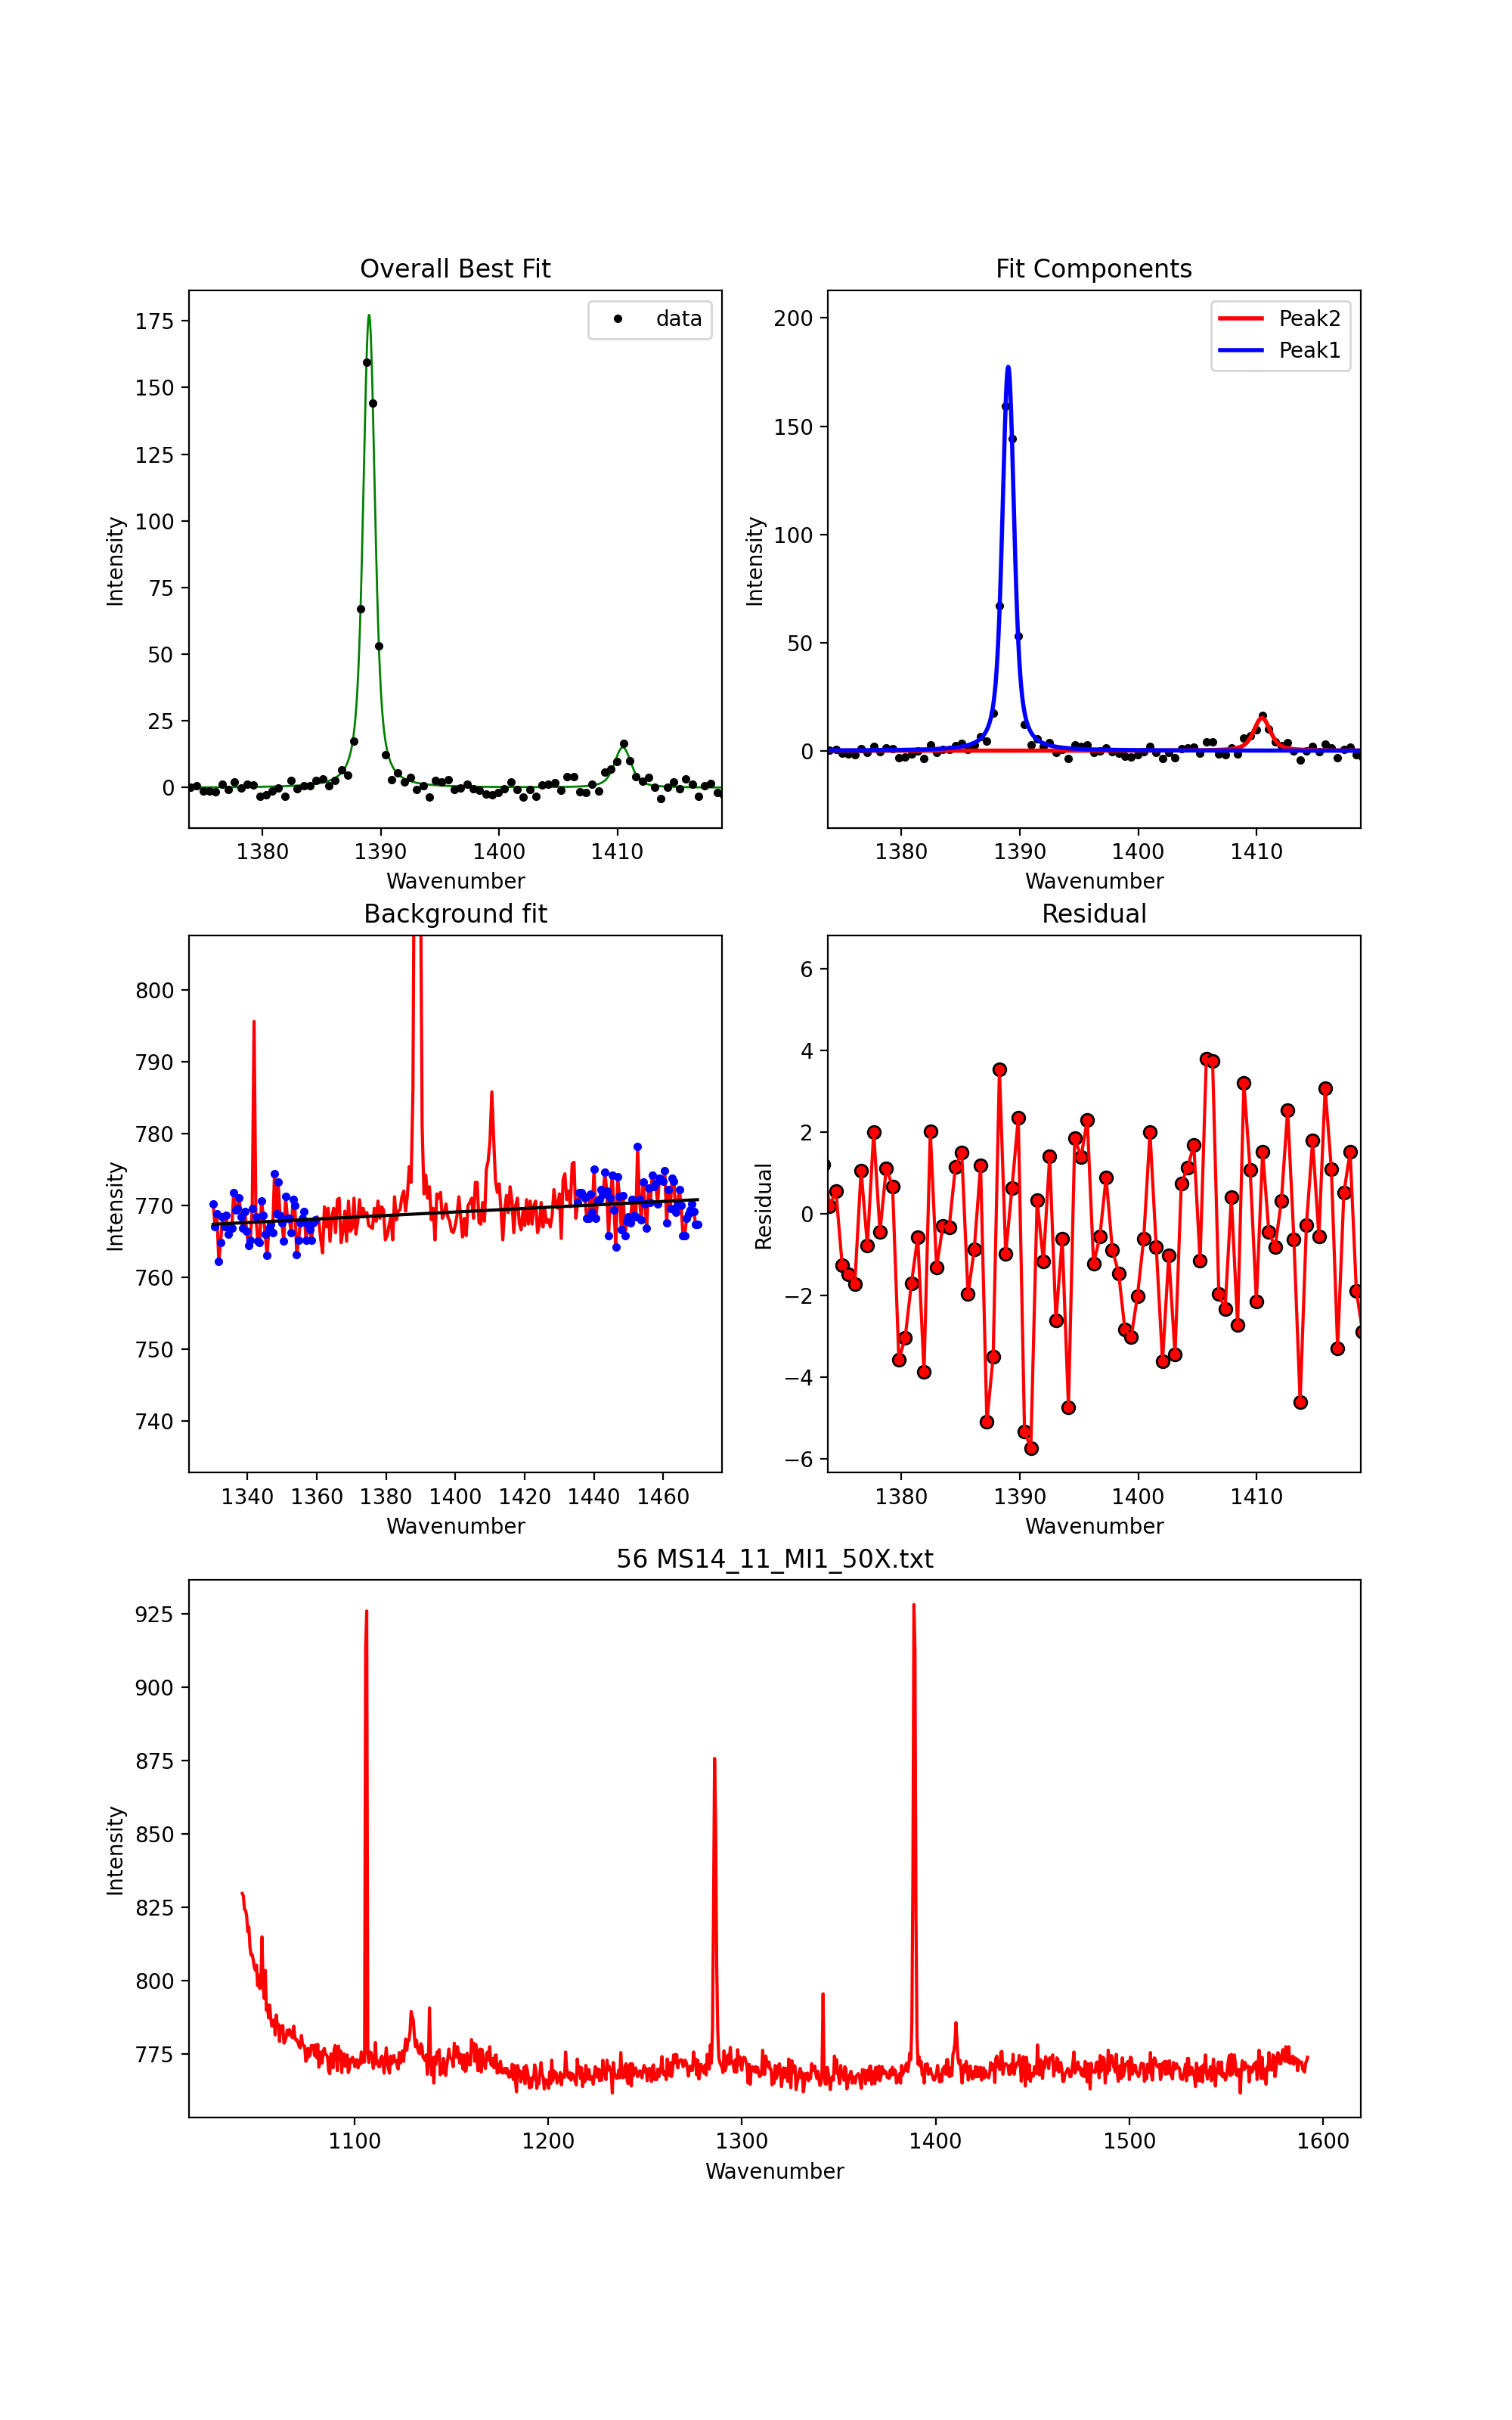 Overall Best Fit
data
175
150
125
100
75
50
25
0
Intensity
1380 1390 1400 1410
Wavenumber
Fit Components
Peak2
Peak1
200
150
100
50
0
Intensity
1380 1390 1400 1410
Wavenumber
Background fit
800
790
780
770
760
750
740
Intensity
1340 1360 1380 1400 1420 1440 1460
Wavenumber
Residual
6
4
2
0
−2
−4
−6
Residual
1380 1390 1400 1410
Wavenumber
56 MS14_11_MI1_50X.txt
925
900
875
850
825
800
775
Intensity
1100 1200 1300 1400 1500 1600
Wavenumber